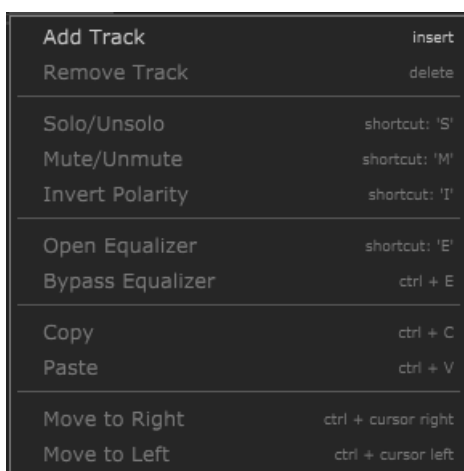 Add Track insert
Remove Track delete
Solo/Unsolo shortcut: 'S'
Mute/Unmute shortcut: 'M'
Invert Polarity shortcut: 'I'
Open Equalizer shortcut: 'E'
Bypass Equalizer ctrl + E
Copy ctrl + C
Paste ctrl + V
Move to Right ctrl + cursor right
Move to Left ctrl + cursor left